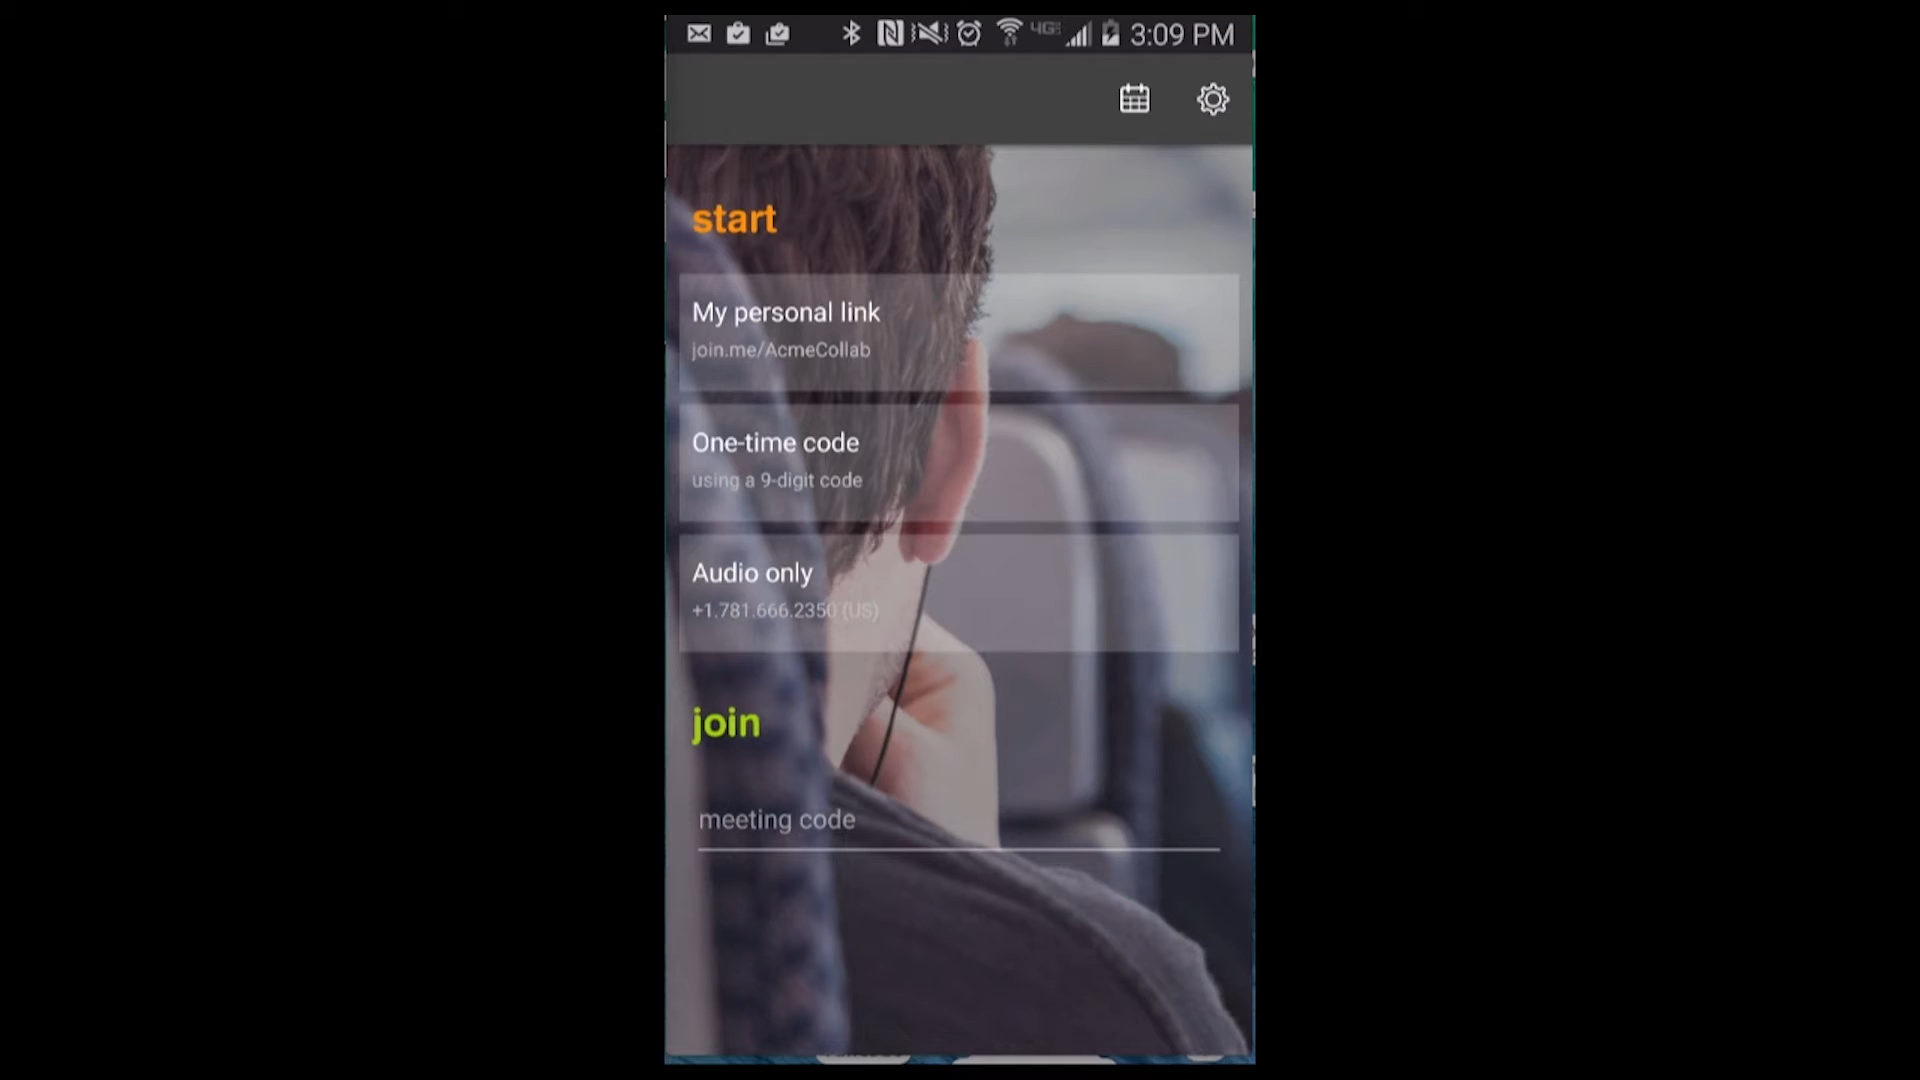 4G 3:09 PM
start
My personal link
join.me/AcmeCollab
One-time code
using a 9-digit code
Audio only
+1.781.666.2350 (US)
join
meeting code